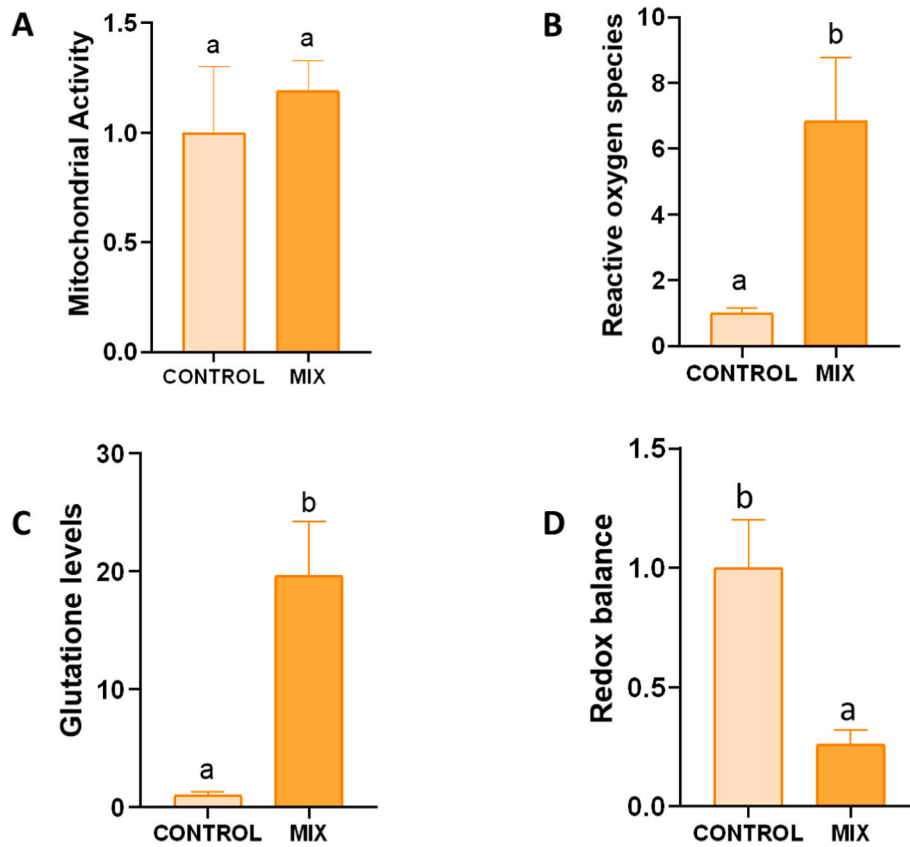 A
Mitochondrial Activity
1.5
1.0
0.5
0.0
a
a
CONTROL
MIX
B
Reactive oxygen species
10
8
6
4
2
0
a
b
CONTROL
MIX
C
Glutatione levels
30
20
10
0
a
b
CONTROL
MIX
D
Redox balance
1.5
1.0
0.5
0.0
b
a
CONTROL
MIX